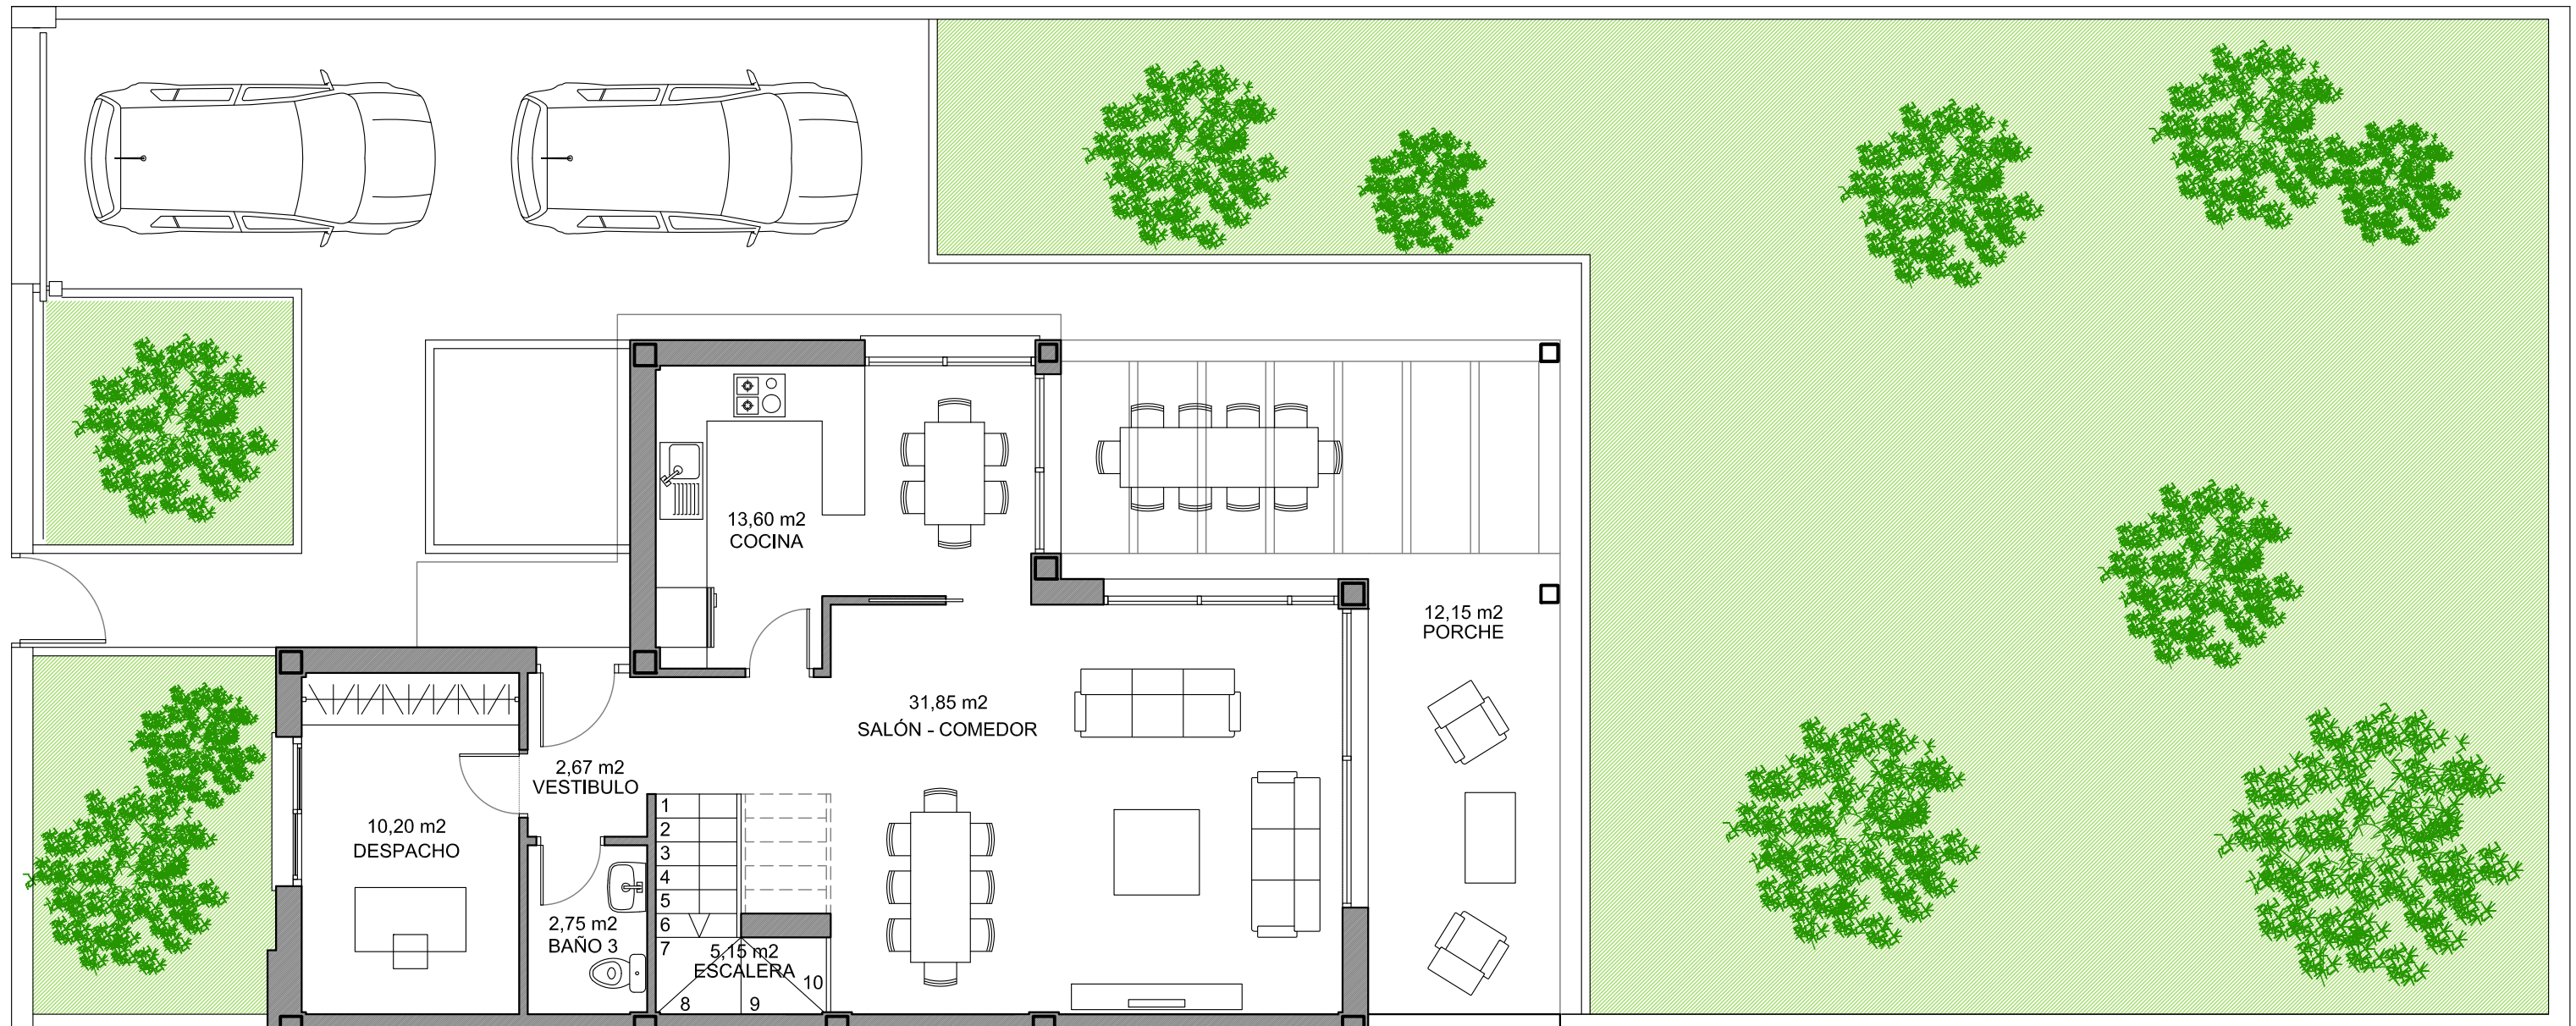 13,60 m2
COCINA
12,15 m2
PORCHE
31,85 m2
SALÓN - COMEDOR
2,67 m2
VESTIBULO
10,20 m2
DESPACHO
2,75 m2
BAÑO 3
5,15 m2
ESCALERA
1
2
3
4
5
6
7
8
9
10